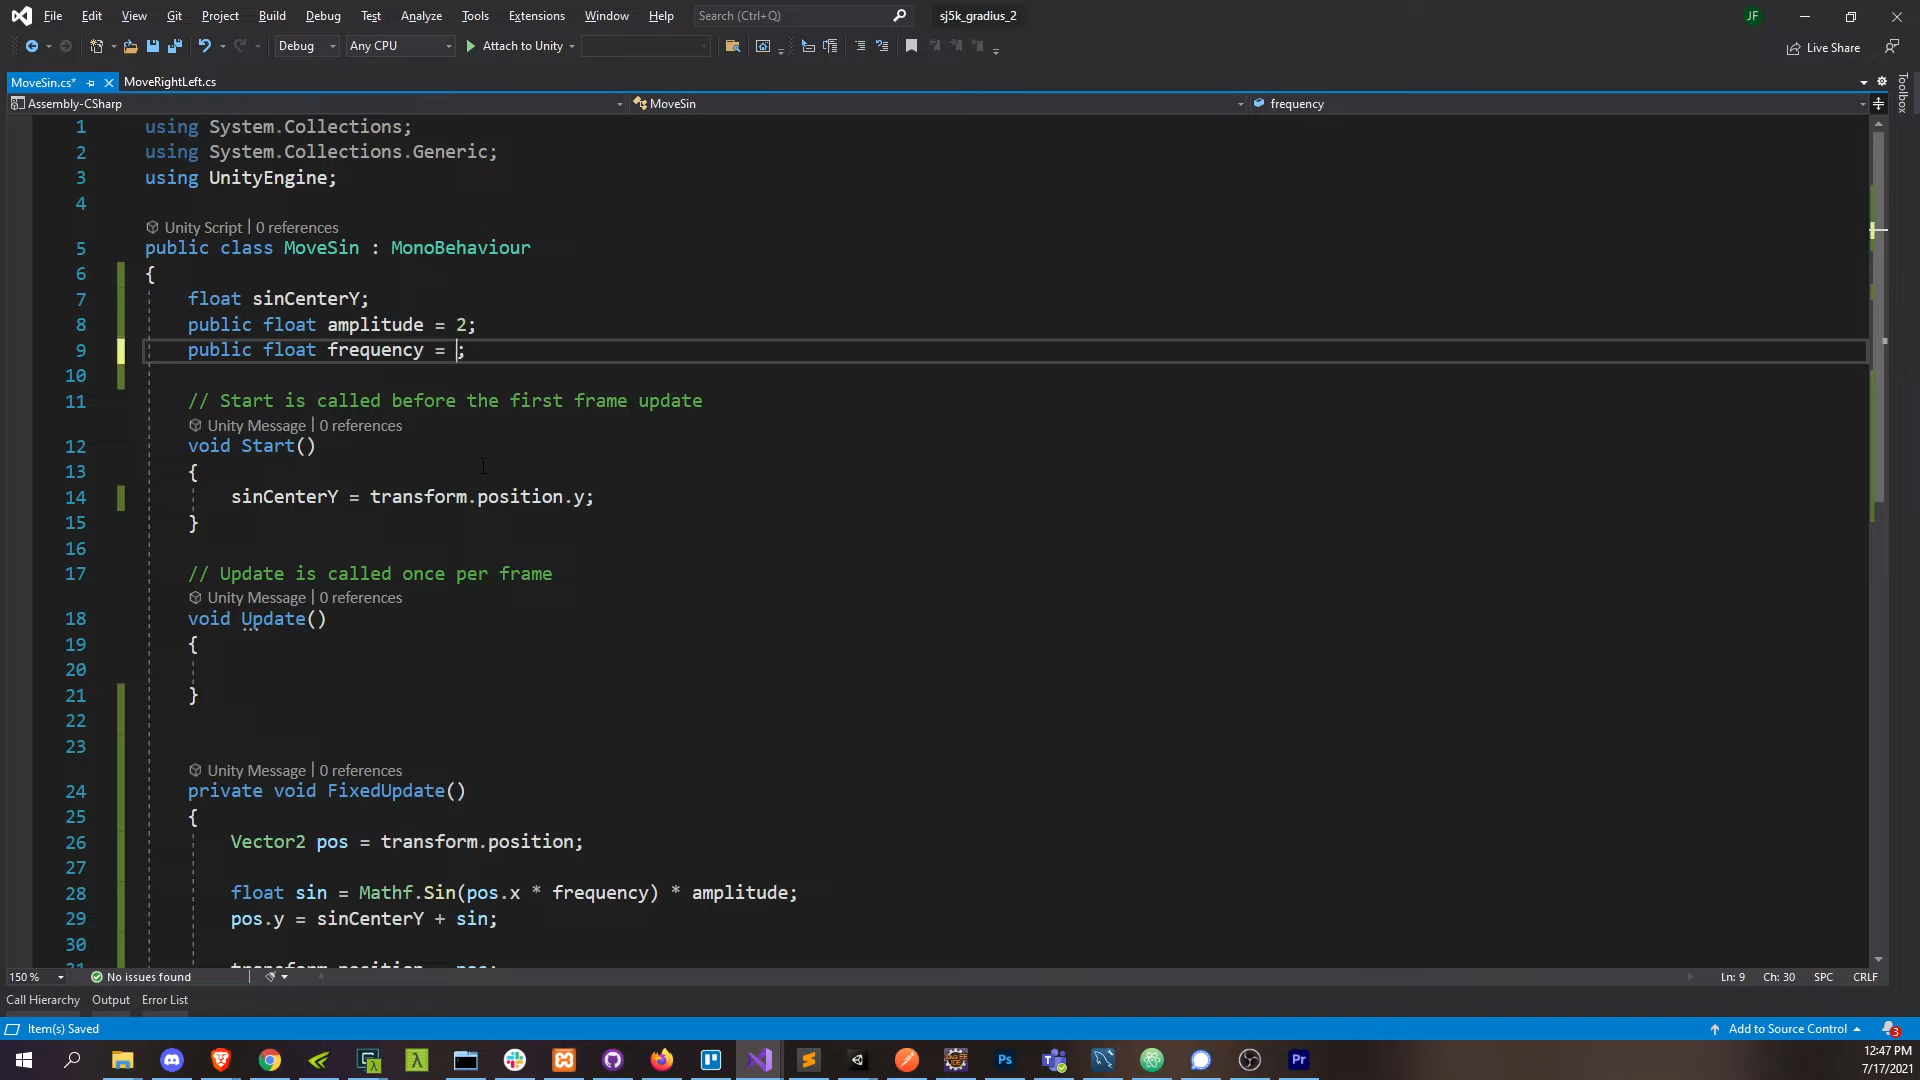 File Edit View Git Project Build Debug Test Analyze Tools Extensions Window Help Search (Ctrl+Q) sj5k_gradius_2 JF
Debug Any CPU Attach to Unity Live Share
MoveSin.cs* MoveRightLeft.cs
Assembly-CSharp MoveSin frequency
Toolbox
1 using System.Collections;
2 using System.Collections.Generic;
3 using UnityEngine;
4
Unity Script | 0 references
5 public class MoveSin : MonoBehaviour
6 {
7 float sinCenterY;
8 public float amplitude = 2;
9 public float frequency = ;
10
11 // Start is called before the first frame update
Unity Message | 0 references
12 void Start()
13 {
14 sinCenterY = transform.position.y;
15 }
16
17 // Update is called once per frame
Unity Message | 0 references
18 void Update()
19 {
20
21 }
22
23
Unity Message | 0 references
24 private void FixedUpdate()
25 {
26 Vector2 pos = transform.position;
27
28 float sin = Mathf.Sin(pos.x * frequency) * amplitude;
29 pos.y = sinCenterY + sin;
30
150 % No issues found Ln: 9 Ch: 30 SPC CRLF
Call Hierarchy Output Error List
Item(s) Saved Add to Source Control 3
12:47 PM
7/17/2021